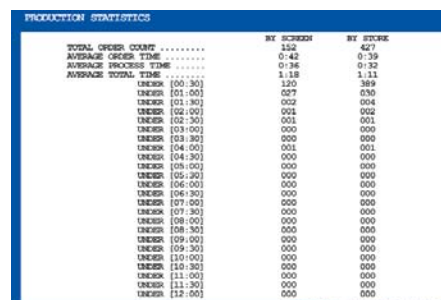 PRODUCTION STATISTICS
BY SCREEN BY STORE
TOTAL ORDER COUNT ......... 152 427
AVERAGE ORDER TIME ........ 0:42 0:39
AVERAGE PROCESS TIME ...... 0:36 0:32
AVERAGE TOTAL TIME ........ 1:18 1:11
UNDER [00:30] 120 389
UNDER [01:00] 027 030
UNDER [01:30] 002 004
UNDER [02:00] 001 002
UNDER [02:30] 001 001
UNDER [03:00] 000 000
UNDER [03:30] 000 000
UNDER [04:00] 001 001
UNDER [04:30] 000 000
UNDER [05:00] 000 000
UNDER [05:30] 000 000
UNDER [06:00] 000 000
UNDER [06:30] 000 000
UNDER [07:00] 000 000
UNDER [07:30] 000 000
UNDER [08:00] 000 000
UNDER [08:30] 000 000
UNDER [09:00] 000 000
UNDER [09:30] 000 000
UNDER [10:00] 000 000
UNDER [10:30] 000 000
UNDER [11:00] 000 000
UNDER [11:30] 000 000
UNDER [12:00] 000 000